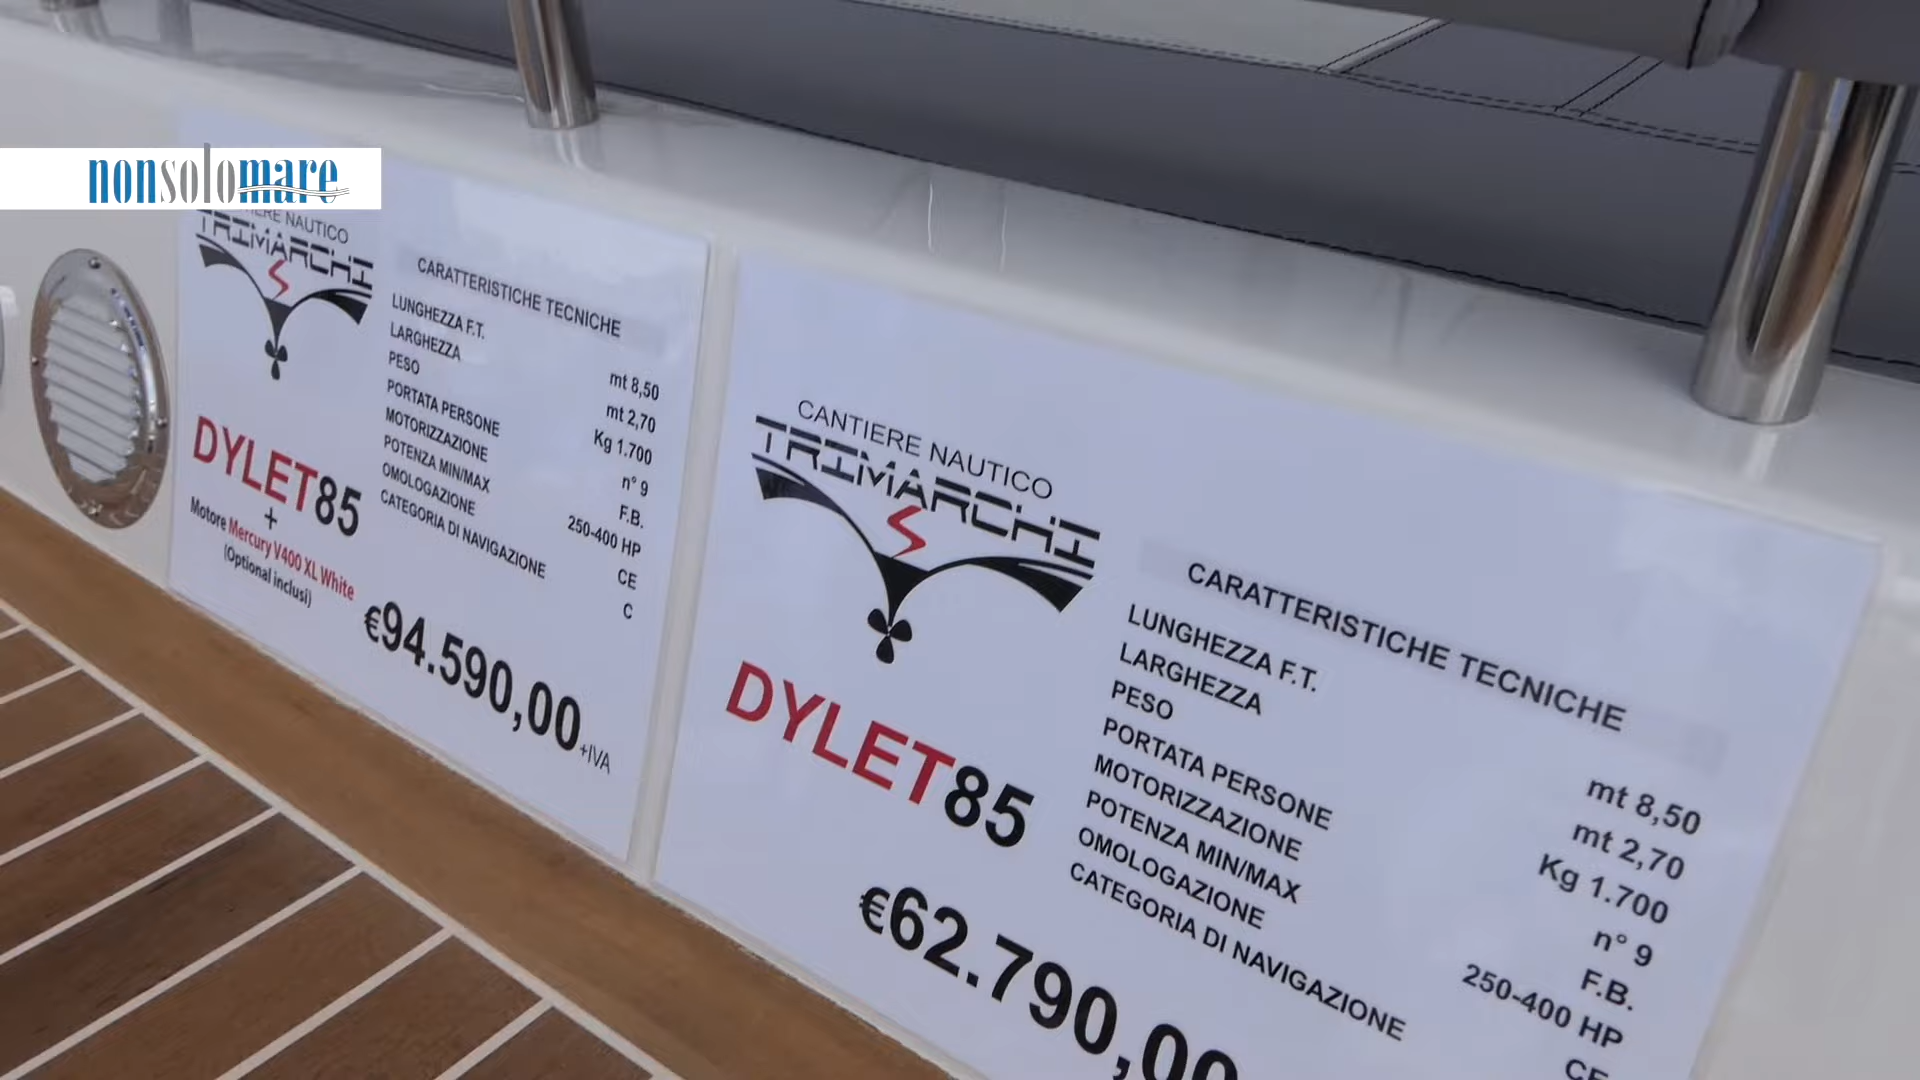 nonsolomare
CANTIERE NAUTICO
TRIMARCHI
DYLET85
+
Motore Mercury V400 XL White
(Optional inclusi)
CARATTERISTICHE TECNICHE
LUNGHEZZA F.T. mt 8,50
LARGHEZZA mt 2,70
PESO Kg 1.700
PORTATA PERSONE n° 9
MOTORIZZAZIONE F.B.
POTENZA MIN/MAX 250-400 HP
OMOLOGAZIONE CE
CATEGORIA DI NAVIGAZIONE C
€94.590,00 +IVA
CANTIERE NAUTICO
TRIMARCHI
DYLET85
CARATTERISTICHE TECNICHE
LUNGHEZZA F.T. mt 8,50
LARGHEZZA mt 2,70
PESO Kg 1.700
PORTATA PERSONE n° 9
MOTORIZZAZIONE F.B.
POTENZA MIN/MAX 250-400 HP
OMOLOGAZIONE CE
CATEGORIA DI NAVIGAZIONE
€62.790,00